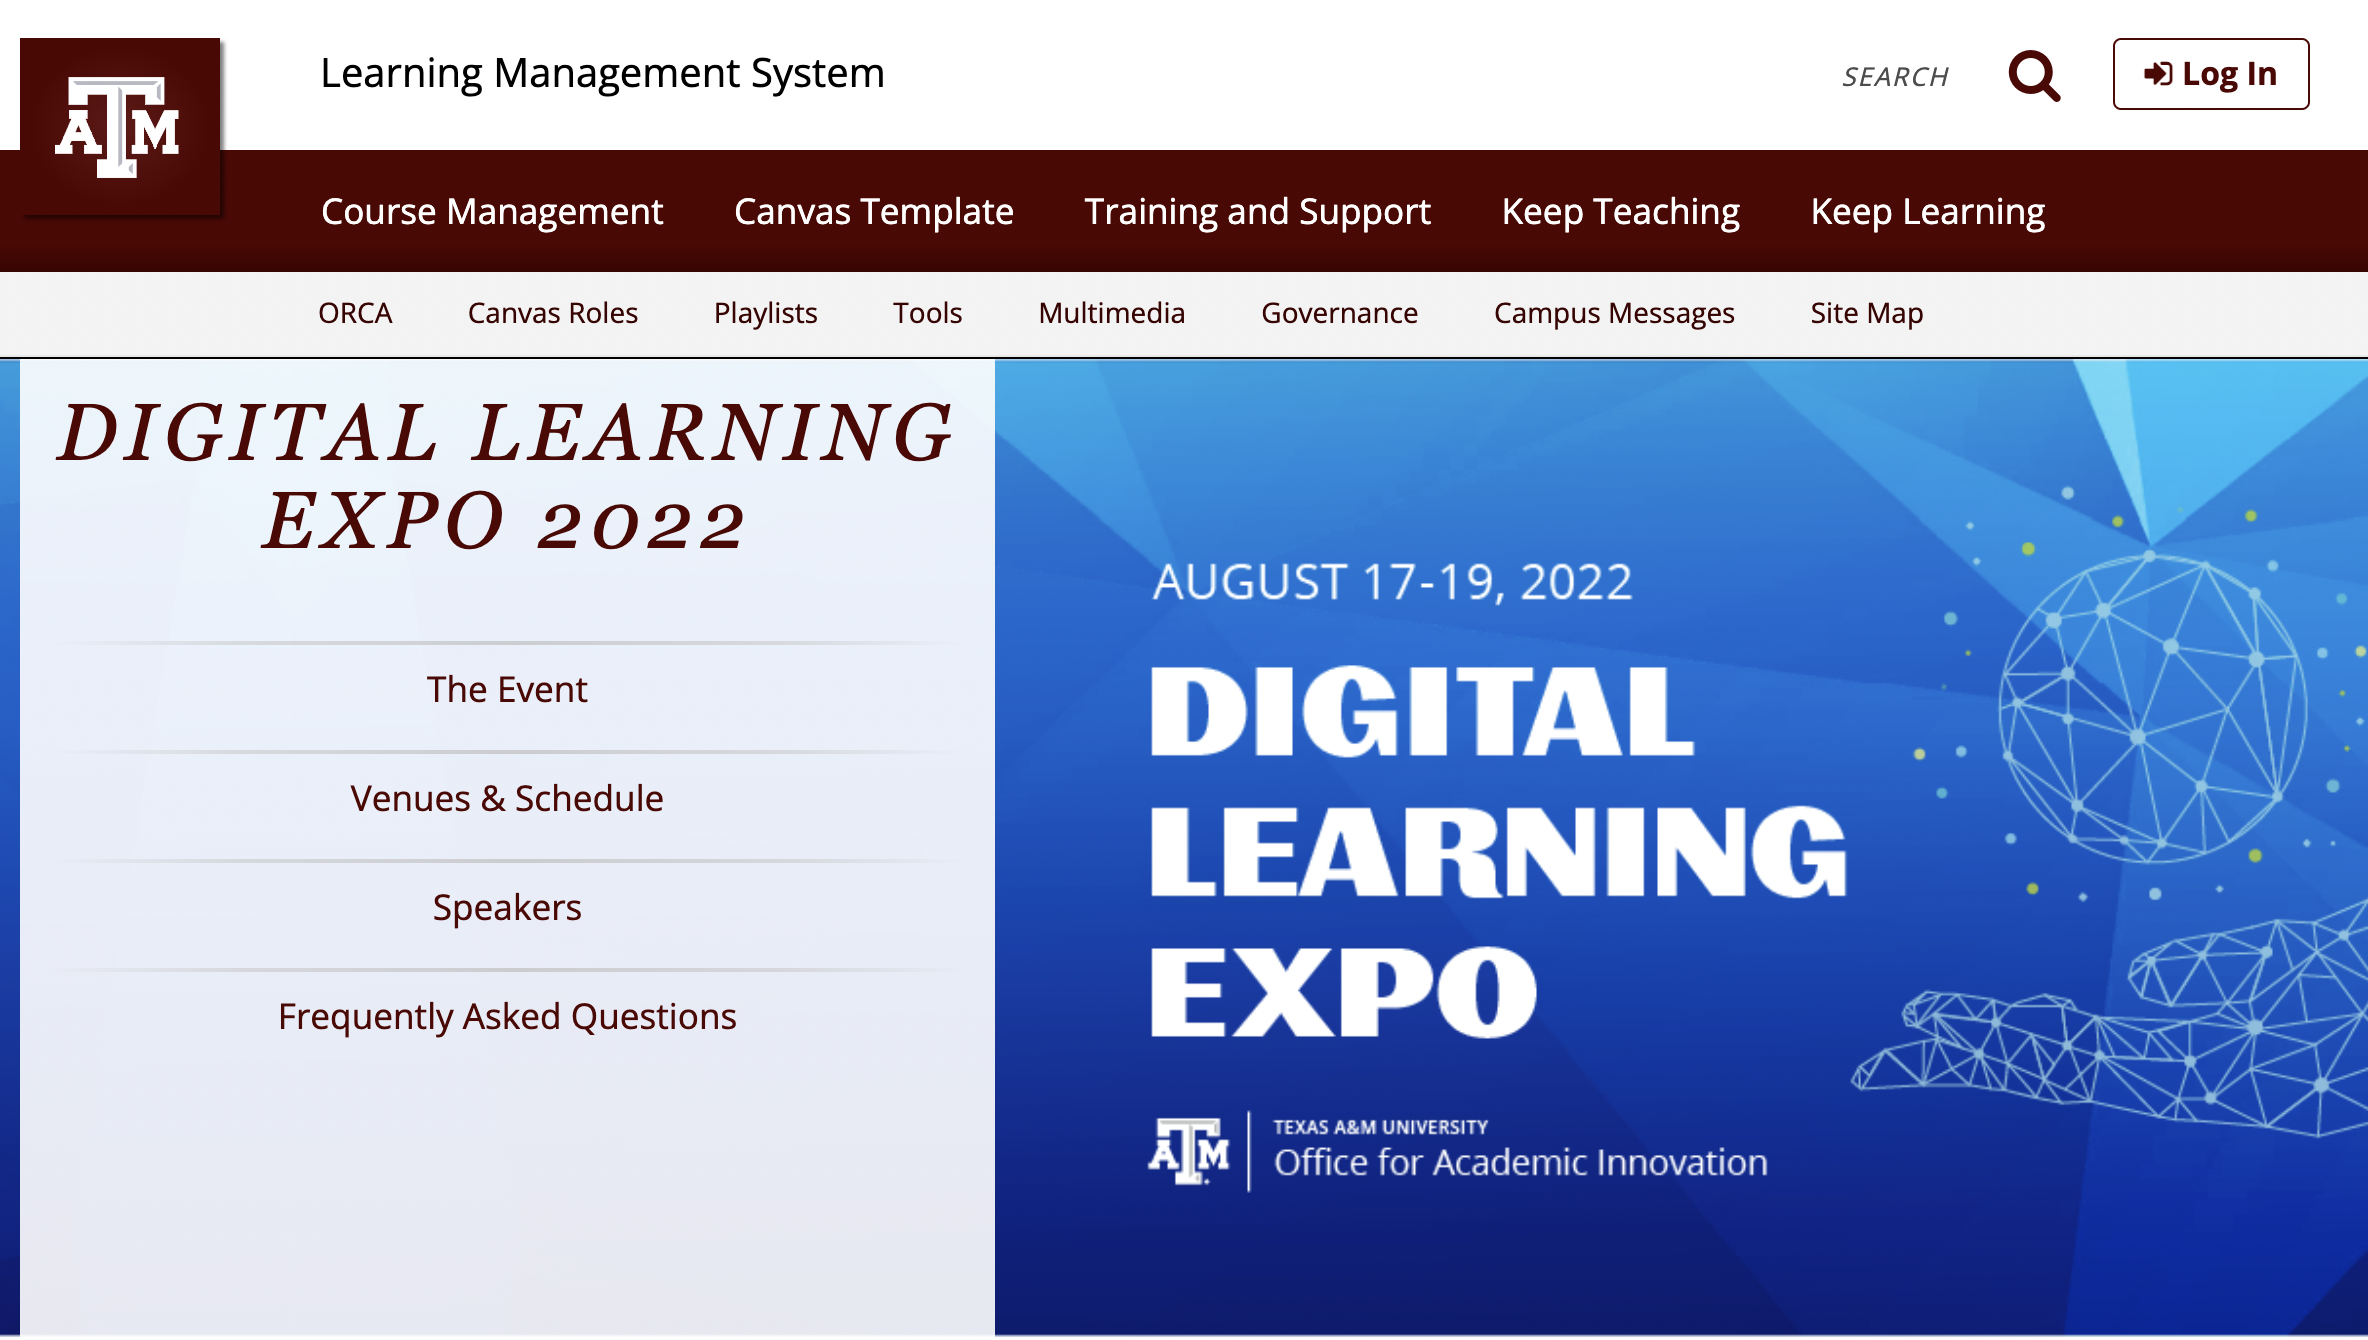 ATM
Learning Management System
SEARCH
Log In
Course Management
Canvas Template
Training and Support
Keep Teaching
Keep Learning
ORCA
Canvas Roles
Playlists
Tools
Multimedia
Governance
Campus Messages
Site Map
DIGITAL LEARNING
EXPO 2022
The Event
Venues & Schedule
Speakers
Frequently Asked Questions
AUGUST 17-19, 2022
DIGITAL
LEARNING
EXPO
ATM
TEXAS A&M UNIVERSITY
Office for Academic Innovation